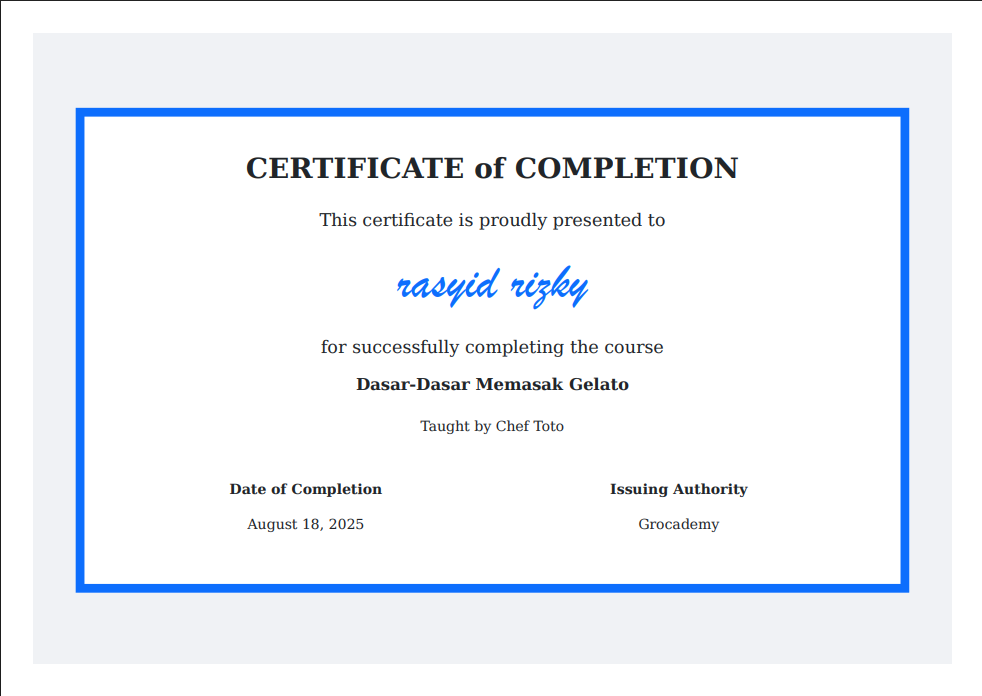 CERTIFICATE of COMPLETION
This certificate is proudly presented to
rasyid rizky
for successfully completing the course
Dasar-Dasar Memasak Gelato
Taught by Chef Toto
Date of Completion
August 18, 2025
Issuing Authority
Grocademy